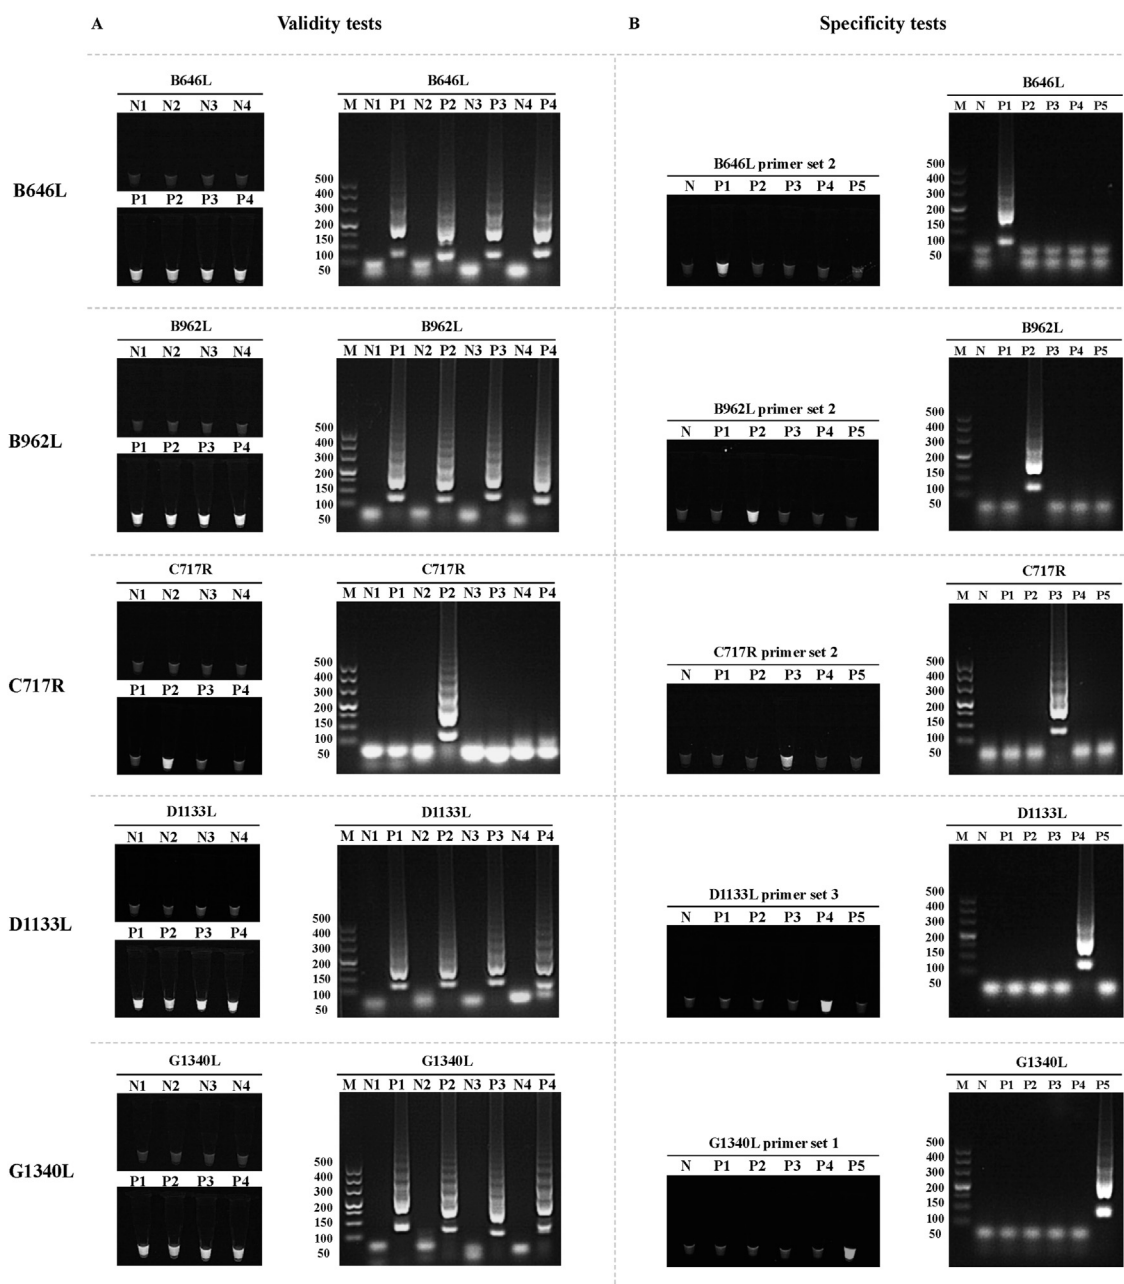 A Validity tests B Specificity tests
B646L
B646L B646L B646L
N1 N2 N3 N4 M N1 P1 N2 P2 N3 P3 N4 P4 M N P1 P2 P3 P4 P5
P1 P2 P3 P4
500
400
300
200
150
100
50
B646L primer set 2
N P1 P2 P3 P4 P5
500
400
300
200
150
100
50
B962L
B962L B962L B962L
N1 N2 N3 N4 M N1 P1 N2 P2 N3 P3 N4 P4 M N P1 P2 P3 P4 P5
P1 P2 P3 P4
500
400
300
200
150
100
50
B962L primer set 2
N P1 P2 P3 P4 P5
500
400
300
200
150
100
50
C717R
C717R C717R C717R
N1 N2 N3 N4 M N1 P1 N2 P2 N3 P3 N4 P4 M N P1 P2 P3 P4 P5
P1 P2 P3 P4
500
400
300
200
150
100
50
C717R primer set 2
N P1 P2 P3 P4 P5
500
400
300
200
150
100
50
D1133L
D1133L D1133L D1133L
N1 N2 N3 N4 M N1 P1 N2 P2 N3 P3 N4 P4 M N P1 P2 P3 P4 P5
P1 P2 P3 P4
500
400
300
200
150
100
50
D1133L primer set 3
N P1 P2 P3 P4 P5
500
400
300
200
150
100
50
G1340L
G1340L G1340L G1340L
N1 N2 N3 N4 M N1 P1 N2 P2 N3 P3 N4 P4 M N P1 P2 P3 P4 P5
P1 P2 P3 P4
500
400
300
200
150
100
50
G1340L primer set 1
N P1 P2 P3 P4 P5
500
400
300
200
150
100
50